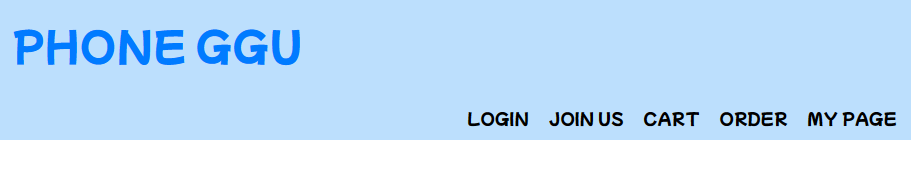 PHONE GGU
LOGIN JOIN US CART ORDER MY PAGE